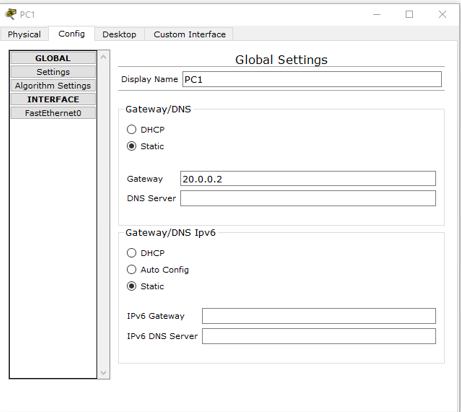 PC1
Physical Config Desktop Custom Interface
GLOBAL
Settings
Algorithm Settings
INTERFACE
FastEthernet0
Global Settings
Display Name PC1
Gateway/DNS
DHCP
Static
Gateway 20.0.0.2
DNS Server
Gateway/DNS Ipv6
DHCP
Auto Config
Static
IPv6 Gateway
IPv6 DNS Server